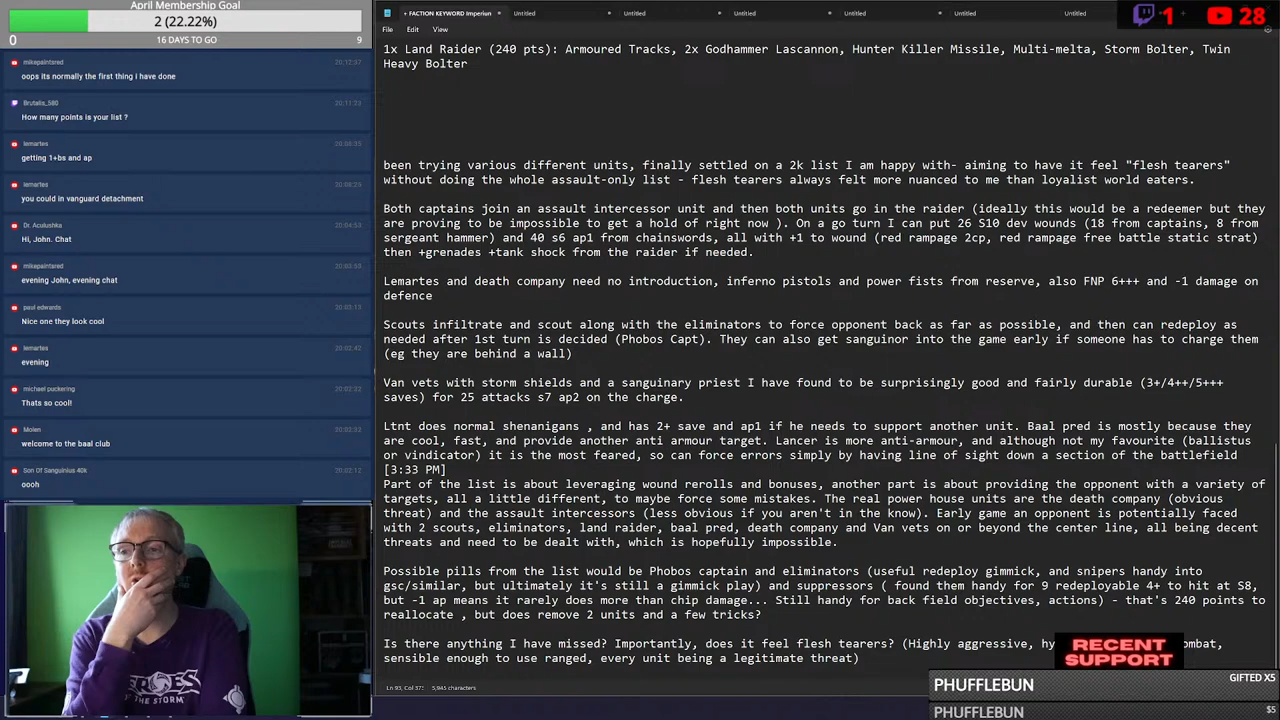 April Membership Goal
2 (22.22%)
0
16 DAYS TO GO
9
mikepaintsred
20:12:37
oops its normally the first thing i have done
Brutalis_580
How many points is your list ?
lemartes
getting 1+bs and ap
lemartes
you could in vanguard detachment
Dr. Aculushka
Hi, John. Chat
mikepaintsred
evening John, evening chat
paul edwards
Nice one they look cool
lemartes
evening
michael puckering
Thats so cool!
Molen
welcome to the baal club
Son Of Sanguinius 40k
oooh
HEROES
OF THE STORM
+ FACTION KEYWORD Imperiun
Untitled
Untitled
Untitled
Untitled
Untitled
Untitled
1
28
File
Edit
View
1x Land Raider (240 pts): Armoured Tracks, 2x Godhammer Lascannon, Hunter Killer Missile, Multi-melta, Storm Bolter, Twin
Heavy Bolter
been trying various different units, finally settled on a 2k list I am happy with- aiming to have it feel "flesh tearers"
without doing the whole assault-only list - flesh tearers always felt more nuanced to me than loyalist world eaters.
Both captains join an assault intercessor unit and then both units go in the raider (ideally this would be a redeemer but they
are proving to be impossible to get a hold of right now ). On a go turn I can put 26 S10 dev wounds (18 from captains, 8 from
sergeant hammer) and 40 s6 ap1 from chainswords, all with +1 to wound (red rampage 2cp, red rampage free battle static strat)
then +grenades +tank shock from the raider if needed.
Lemartes and death company need no introduction, inferno pistols and power fists from reserve, also FNP 6+++ and -1 damage on
defence
Scouts infiltrate and scout along with the eliminators to force opponent back as far as possible, and then can redeploy as
needed after 1st turn is decided (Phobos Capt). They can also get sanguinor into the game early if someone has to charge them
(eg they are behind a wall)
Van vets with storm shields and a sanguinary priest I have found to be surprisingly good and fairly durable (3+/4++/5+++
saves) for 25 attecks s7 ap2 on the charge.
Ltnt does normal shenanigans , and has 2+ save and ap1 if he needs to support another unit. Baal pred is mostly because they
are cool, fast, and provide another anti armour target. Lancer is more anti-armour, and although not my favourite (ballistus
or vindicator) it is the most feared, so can force errors simply by having line of sight down a section of the battlefield
[3:33 PM]
Part of the list is about leveraging wound rerolls and bonuses, another part is about providing the opponent with a variety of
targets, all a little different, to maybe force some mistakes. The real power house units are the death company (obvious
threat) and the assault intercessors (less obvious if you aren't in the know). Early game an opponent is potentially faced
with 2 scouts, eliminators, land raider, baal pred, death company and Van vets on or beyond the center line, all being decent
threats and need to be dealt with, which is hopefully impossible.
Possible pills from the list would be Phobos captain and eliminators (useful redeploy gimmick, and snipers handy into
gsc/similar, but ultimately it's still a gimmick play) and suppressors ( found them handy for 9 redeployable 4+ to hit at S8,
but -1 ap means it rarely does more than chip damage... Still handy for back field objectives, actions) - that's 240 points to
reallocate , but does remove 2 units and a few tricks?
Is there anything I have missed? Importantly, does it feel flesh tearers? (Highly aggressive, hy
sensible enough to use ranged, every unit being a legitimate threat)
RECENT
SUPPORT
PHUFFLEBUN
GIFTED X5
PHUFFLEBUN
$5
5,945 characters